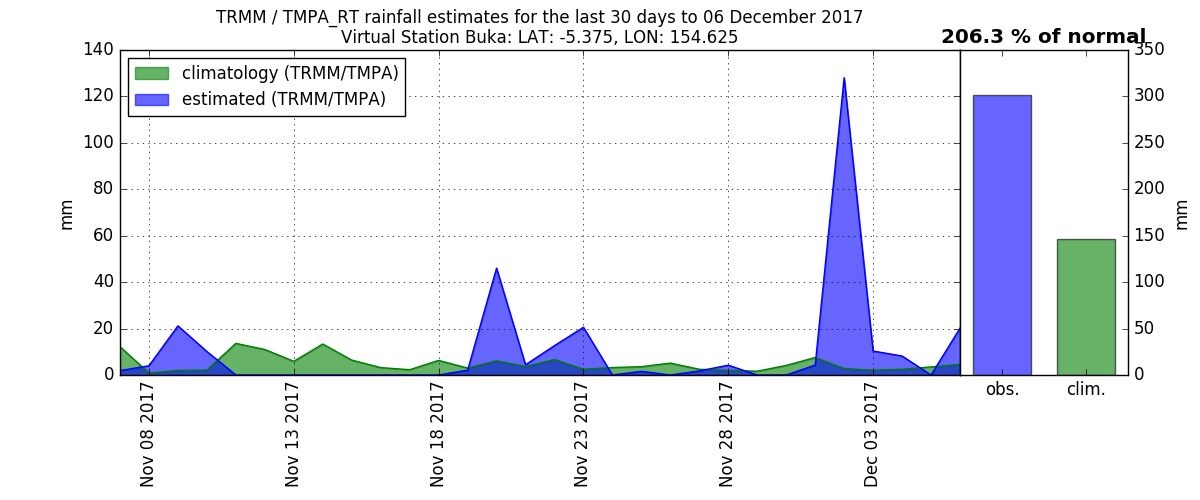 TRMM / TMPA_RT rainfall estimates for the last 30 days to 06 December 2017
Virtual Station Buka: LAT: -5.375, LON: 154.625
206.3 % of normal
climatology (TRMM/TMPA)
estimated (TRMM/TMPA)
140
120
100
80
60
40
20
0
mm
Nov 08 2017
Nov 13 2017
Nov 18 2017
Nov 23 2017
Nov 28 2017
Dec 03 2017
obs.
clim.
350
300
250
200
150
100
50
0
mm